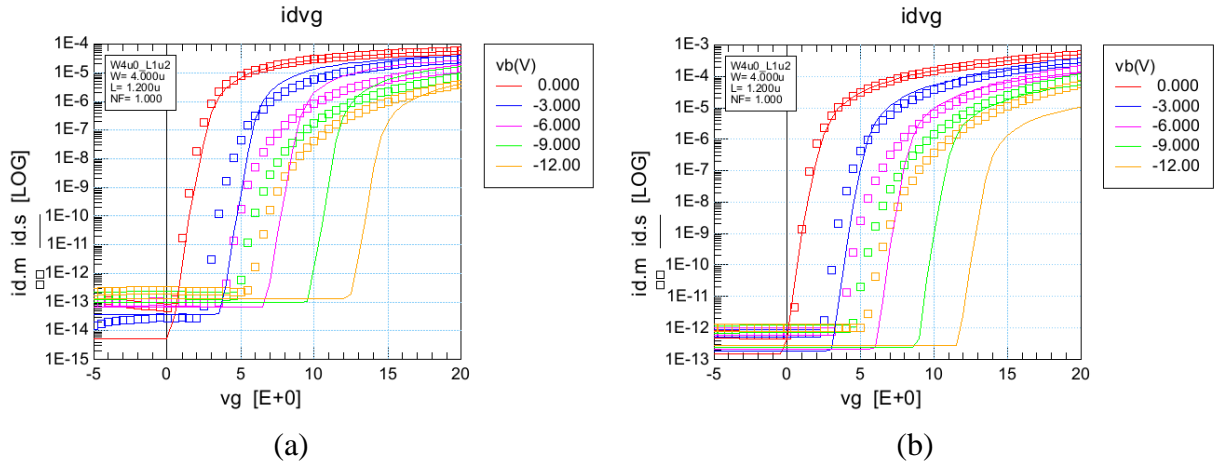 idvg
1E-4
1E-5
1E-6
1E-7
1E-8
1E-9
1E-10
1E-11
1E-12
1E-13
1E-14
1E-15
id.m id.s [LOG]
W4u0_L1u2
W= 4.000u
L= 1.200u
NF= 1.000
-5 0 5 10 15 20
vg [E+0]
vb(V)
0.000
-3.000
-6.000
-9.000
-12.00
(a)
idvg
1E-3
1E-4
1E-5
1E-6
1E-7
1E-8
1E-9
1E-10
1E-11
1E-12
1E-13
id.m id.s [LOG]
W4u0_L1u2
W= 4.000u
L= 1.200u
NF= 1.000
-5 0 5 10 15 20
vg [E+0]
vb(V)
0.000
-3.000
-6.000
-9.000
-12.00
(b)